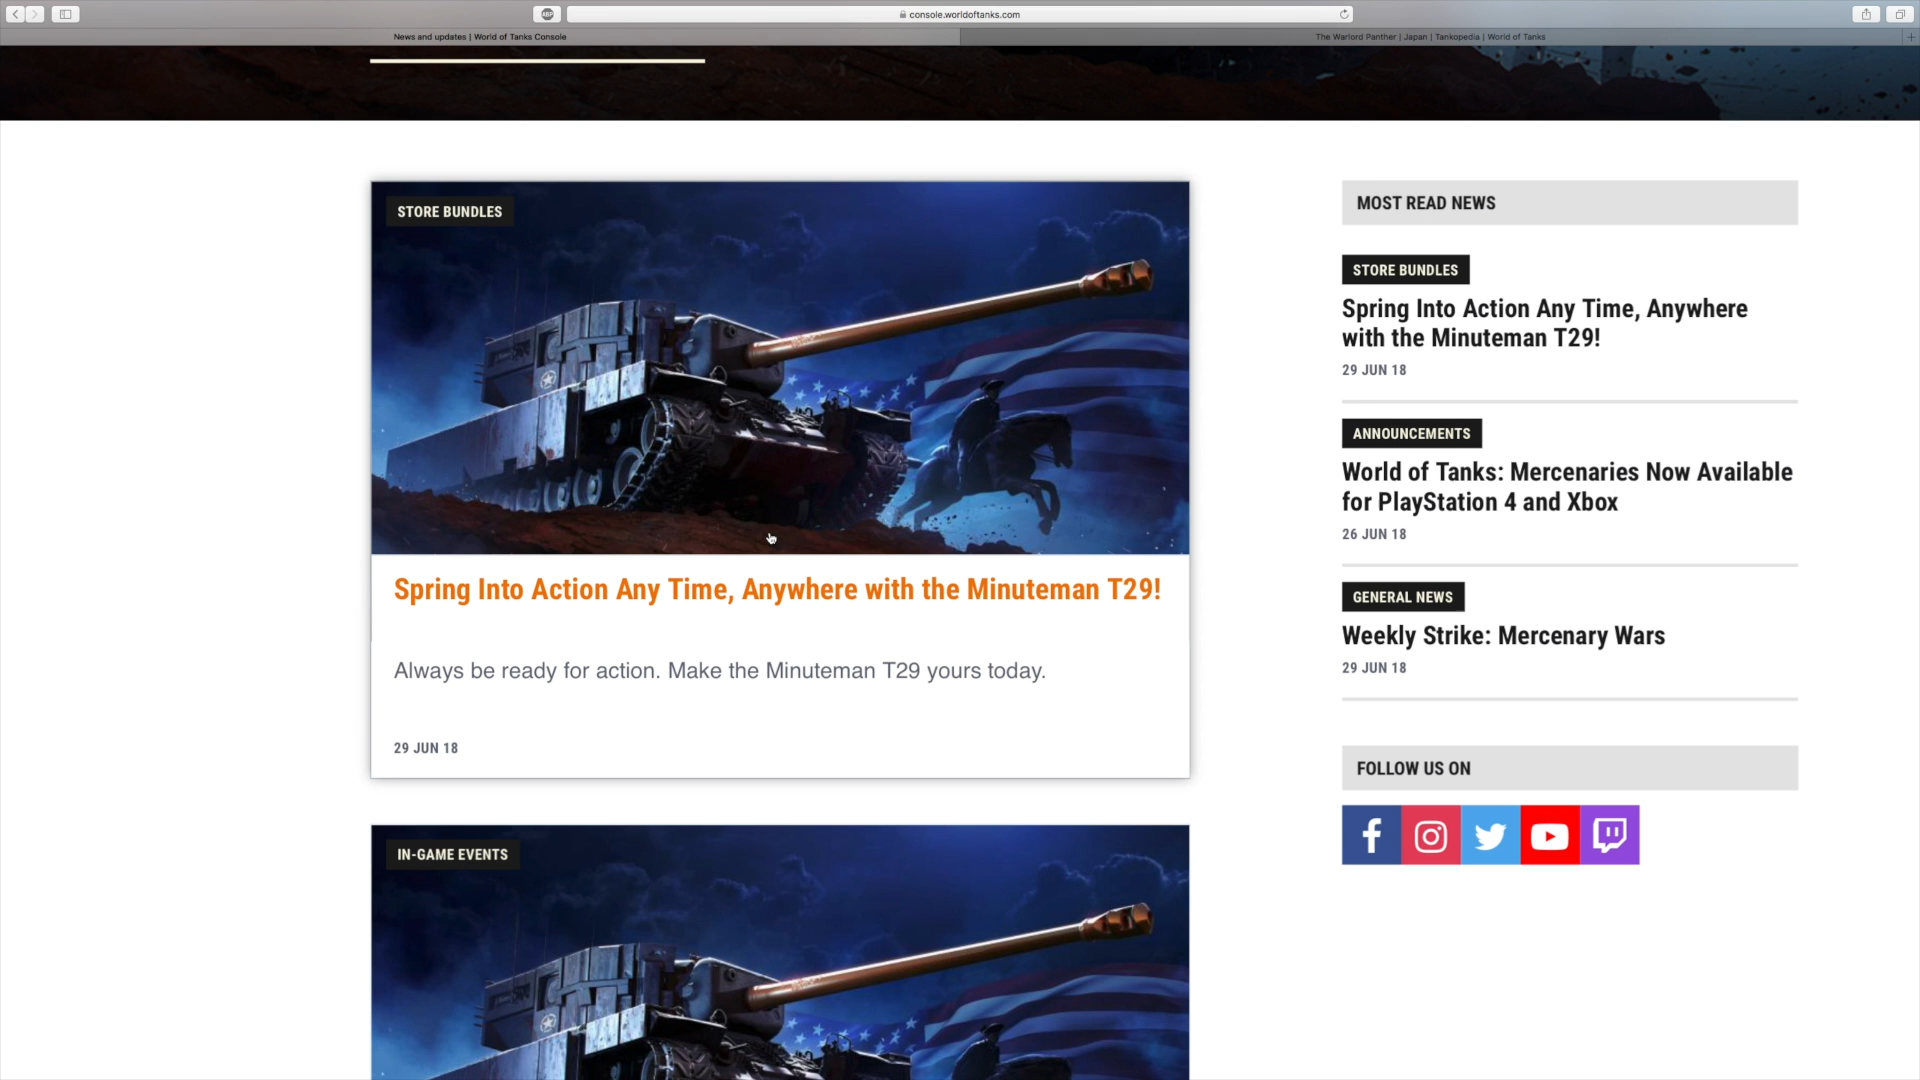 console.worldoftanks.com
News and updates | World of Tanks Console
The Warlord Panther | Japan | Tankopedia | World of Tanks
STORE BUNDLES
Spring Into Action Any Time, Anywhere with the Minuteman T29!
Always be ready for action. Make the Minuteman T29 yours today.
29 JUN 18
IN-GAME EVENTS
MOST READ NEWS
STORE BUNDLES
Spring Into Action Any Time, Anywhere
with the Minuteman T29!
29 JUN 18
ANNOUNCEMENTS
World of Tanks: Mercenaries Now Available
for PlayStation 4 and Xbox
26 JUN 18
GENERAL NEWS
Weekly Strike: Mercenary Wars
29 JUN 18
FOLLOW US ON